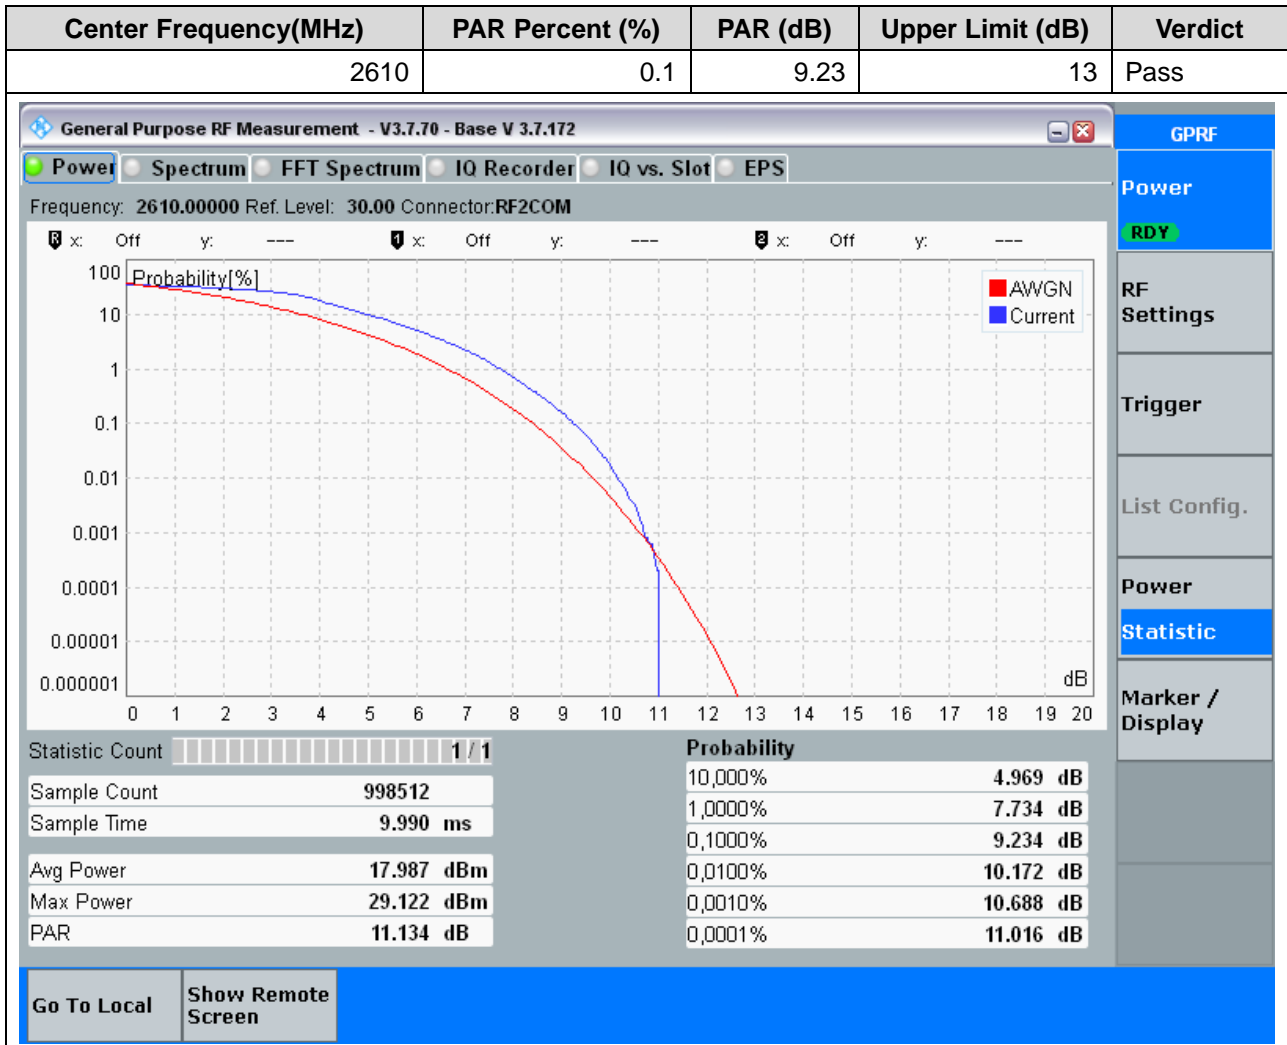 Center Frequency(MHz) PAR Percent (%) PAR (dB) Upper Limit (dB) Verdict
2610 0.1 9.23 13 Pass
General Purpose RF Measurement - V3.7.70 - Base V 3.7.172
GPRF
Power Spectrum FFT Spectrum IQ Recorder IQ vs. Slot EPS
Power
RDY
Frequency: 2610.00000 Ref. Level: 30.00 Connector:RF2COM
R x: Off y: --- 1 x: Off y: --- 2 x: Off y: ---
Probability[%]
AWGN
Current
100
10
1
0.1
0.01
0.001
0.0001
0.00001
0.000001
dB
0 1 2 3 4 5 6 7 8 9 10 11 12 13 14 15 16 17 18 19 20
RF
Settings
Trigger
List Config.
Power
Statistic
Marker /
Display
Statistic Count 1 / 1
Sample Count 998512
Sample Time 9.990 ms
Avg Power 17.987 dBm
Max Power 29.122 dBm
PAR 11.134 dB
Probability
10,000% 4.969 dB
1,0000% 7.734 dB
0,1000% 9.234 dB
0,0100% 10.172 dB
0,0010% 10.688 dB
0,0001% 11.016 dB
Go To Local
Show Remote
Screen